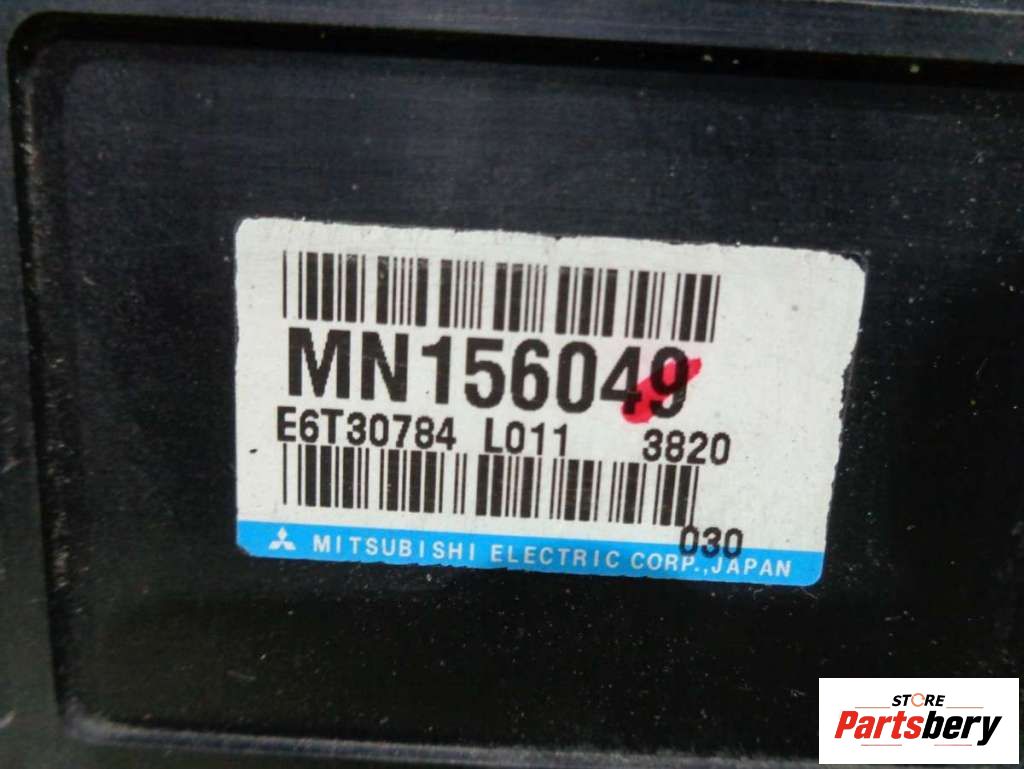 MN156049
E6T30784 L011 3820
030
MITSUBISHI ELECTRIC CORP., JAPAN
STORE
Partsbery